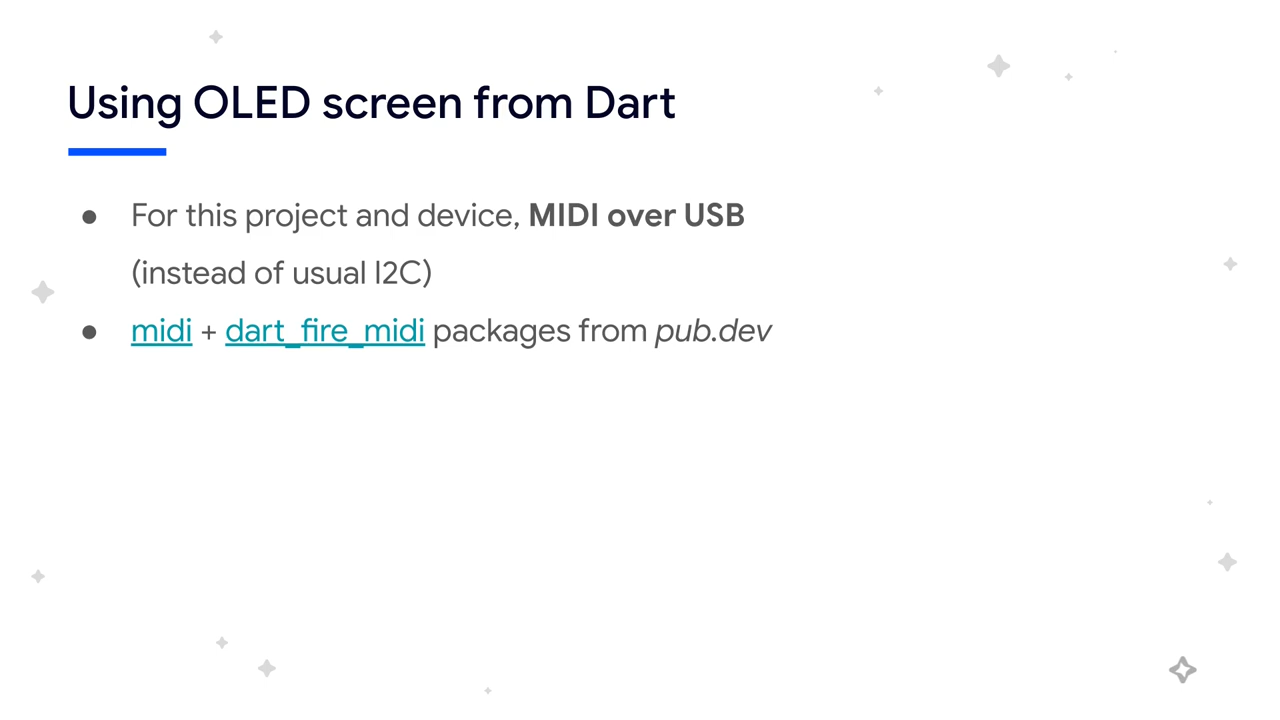 Using OLED screen from Dart
● For this project and device, MIDI over USB
(instead of usual I2C)
● midi + dart_fire_midi packages from pub.dev